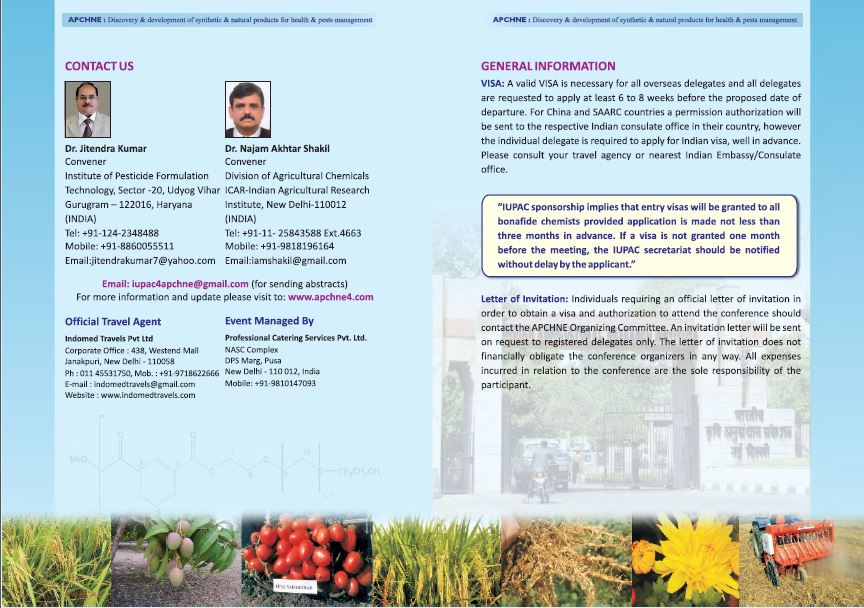 APCHNE : Discovery & development of synthetic & natural products for health & pests management
CONTACT US
Dr. Jitendra Kumar
Convener
Institute of Pesticide Formulation
Technology, Sector -20, Udyog Vihar
Gurugram – 122016, Haryana
(INDIA)
Tel: +91-124-2348488
Mobile: +91-8860055511
Email:jitendrakumar7@yahoo.com
Dr. Najam Akhtar Shakil
Convener
Division of Agricultural Chemicals
ICAR-Indian Agricultural Research
Institute, New Delhi-110012
(INDIA)
Tel: +91-11- 25843588 Ext.4663
Mobile: +91-9818196164
Email:iamshakil@gmail.com
Email: iupac4apchne@gmail.com (for sending abstracts)
For more information and update please visit to: www.apchne4.com
Official Travel Agent
Indomed Travels Pvt Ltd
Corporate Office : 438, Westend Mall
Janakpuri, New Delhi - 110058
Ph : 011 45531750, Mob. : +91-9718622666
E-mail : indomedtravels@gmail.com
Website : www.indomedtravels.com
Event Managed By
Professional Catering Services Pvt. Ltd.
NASC Complex
DPS Marg, Pusa
New Delhi - 110 012, India
Mobile: +91-9810147093
MeO
O
O
O
O
CH₂CH₂OH
APCHNE : Discovery & development of synthetic & natural products for health & pests management
GENERAL INFORMATION
VISA: A valid VISA is necessary for all overseas delegates and all delegates
are requested to apply at least 6 to 8 weeks before the proposed date of
departure. For China and SAARC countries a permission authorization will
be sent to the respective Indian consulate office in their country, however
the individual delegate is required to apply for Indian visa, well in advance.
Please consult your travel agency or nearest Indian Embassy/Consulate
office.
“IUPAC sponsorship implies that entry visas will be granted to all
bonafide chemists provided application is made not less than
three months in advance. If a visa is not granted one month
before the meeting, the IUPAC secretariat should be notified
without delay by the applicant.”
Letter of Invitation: Individuals requiring an official letter of invitation in
order to obtain a visa and authorization to attend the conference should
contact the APCHNE Organizing Committee. An invitation letter will be sent
on request to registered delegates only. The letter of invitation does not
financially obligate the conference organizers in any way. All expenses
incurred in relation to the conference are the sole responsibility of the
participant.